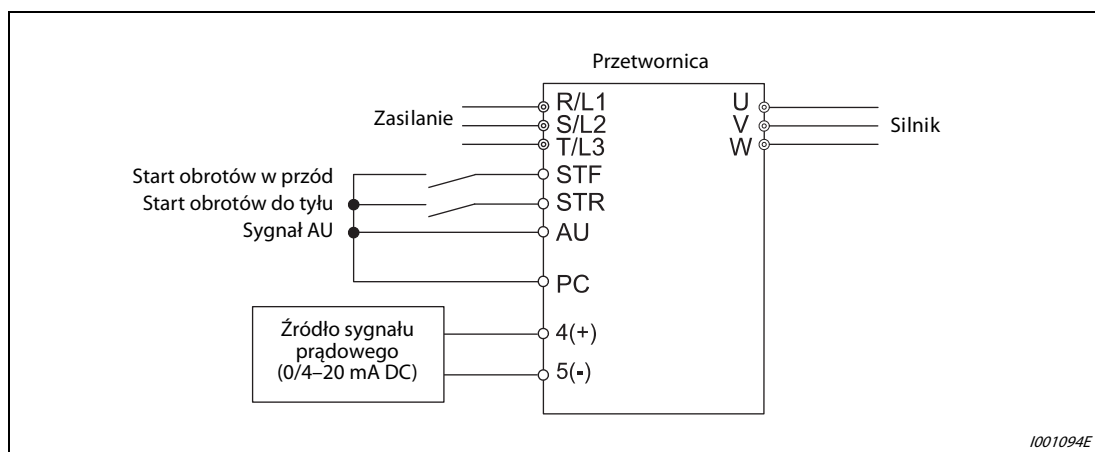 Przetwornica
Zasilanie
R/L1
S/L2
T/L3
U
V
W
Silnik
Start obrotów w przód
STF
Start obrotów do tyłu
STR
Sygnał AU
AU
PC
Źródło sygnału
prądowego
(0/4–20 mA DC)
4(+)
5(-)
I001094E